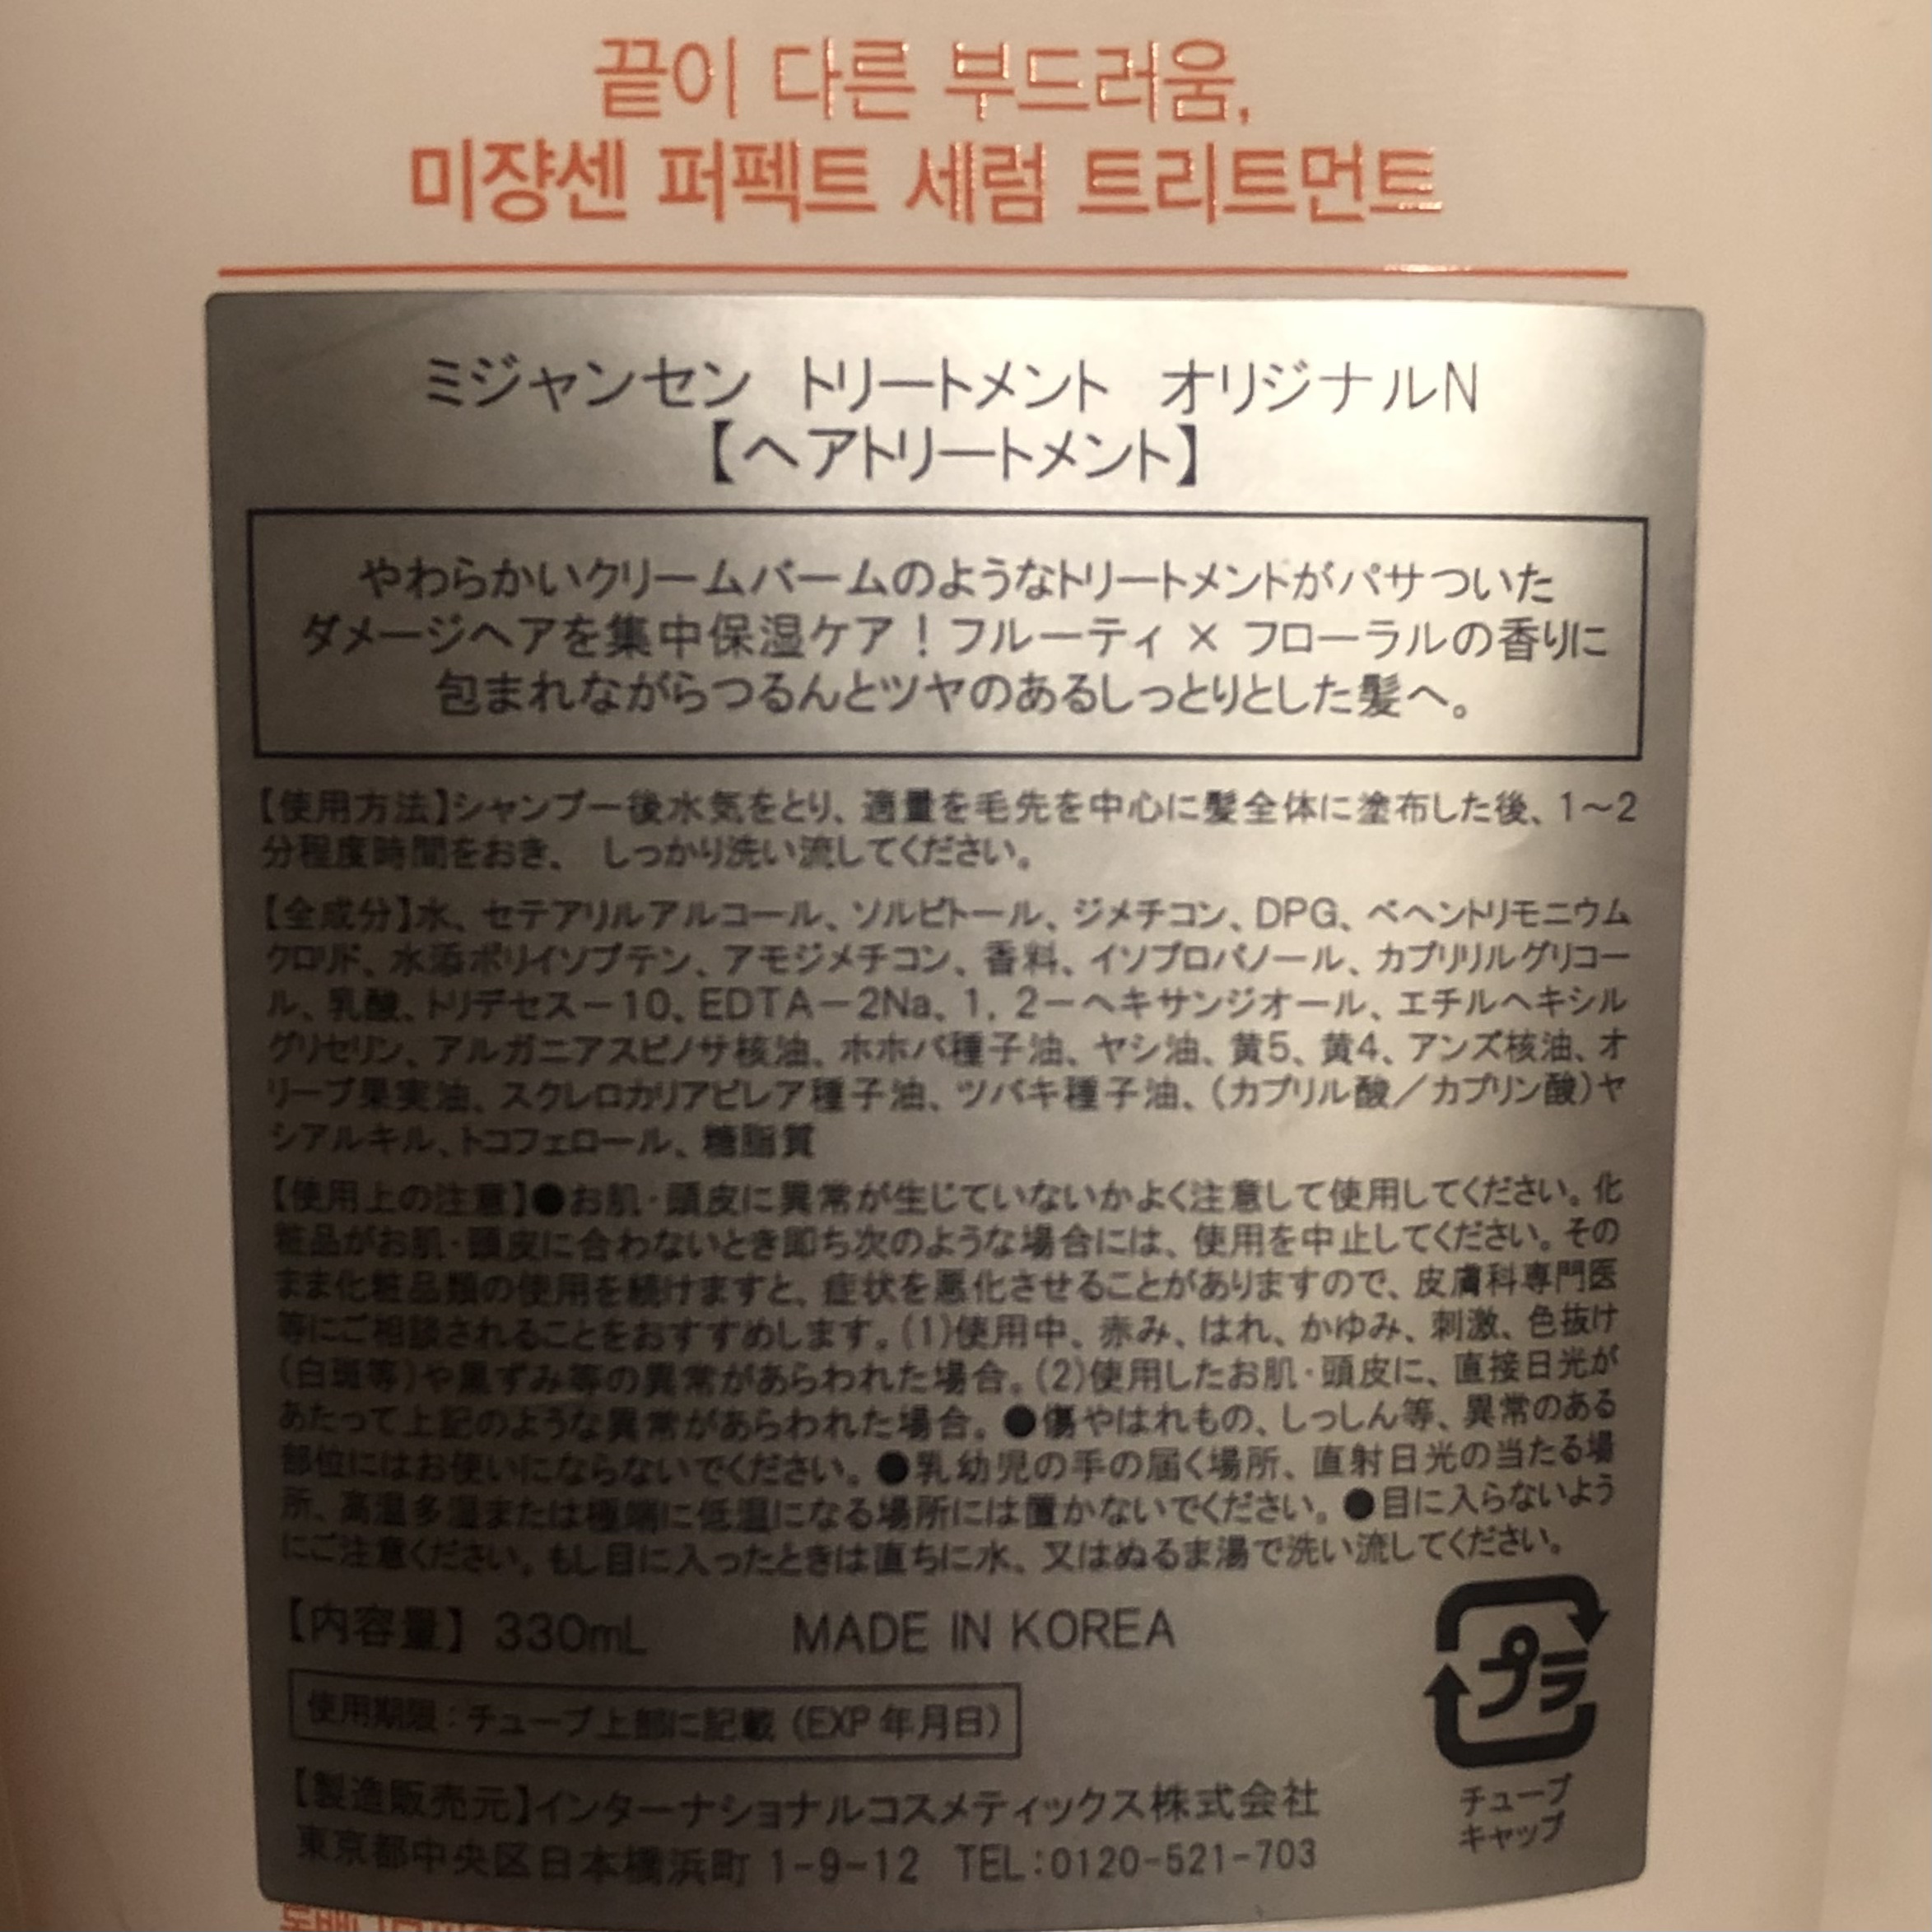 끝이 다른 부드러움,
미쟝센 퍼펙트 세럼 트리트먼트
ミジャンセン トリートメント オリジナルN
【ヘアトリートメント】
やわらかいクリームバームのようなトリートメントがパサついた
ダメージヘアを集中保湿ケア！フルーティ × フローラルの香りに
包まれながらつるんとツヤのあるしっとりとした髪へ。
【使用方法】シャンプー後水気をとり、適量を毛先を中心に髪全体に塗布した後、1～2
分程度時間をおき、 しっかり洗い流してください。
【全成分】水、セテアリルアルコール、ソルビトール、ジメチコン、DPG、ベヘントリモニウム
クロリド、水添ポリイソブテン、アモジメチコン、香料、イソプロパノール、カプリリルグリコー
ル、乳酸、トリデセス－10、EDTA－2Na、1，2－ヘキサンジオール、エチルヘキシル
グリセリン、アルガニアスピノサ核油、ホホバ種子油、ヤシ油、黄5、黄4、アンズ核油、オ
リーブ果実油、スクレロカリアビレア種子油、ツバキ種子油、（カプリル酸／カプリン酸）ヤ
シアルキル、トコフェロール、糖脂質
【使用上の注意】●お肌・頭皮に異常が生じていないかよく注意して使用してください。化
粧品がお肌・頭皮に合わないとき即ち次のような場合には、使用を中止してください。その
まま化粧品類の使用を続けますと、症状を悪化させることがありますので、皮膚科専門医
等にご相談されることをおすすめします。(1)使用中、赤み、はれ、かゆみ、刺激、色抜け
（白斑等）や黒ずみ等の異常があらわれた場合。(2)使用したお肌・頭皮に、直接日光が
あたって上記のような異常があらわれた場合。●傷やはれもの、しっしん等、異常のある
部位にはお使いにならないでください。●乳幼児の手の届く場所、直射日光の当たる場
所、高温多湿または極端に低温になる場所には置かないでください。●目に入らないよう
にご注意ください。もし目に入ったときは直ちに水、又はぬるま湯で洗い流してください。
【内容量】 330mL MADE IN KOREA
プラ
使用期限：チューブ上部に記載（EXP 年月日）
チューブ
キャップ
【製造販売元】インターナショナルコスメティックス株式会社
東京都中央区日本橋浜町 1-9-12 TEL：0120-521-703